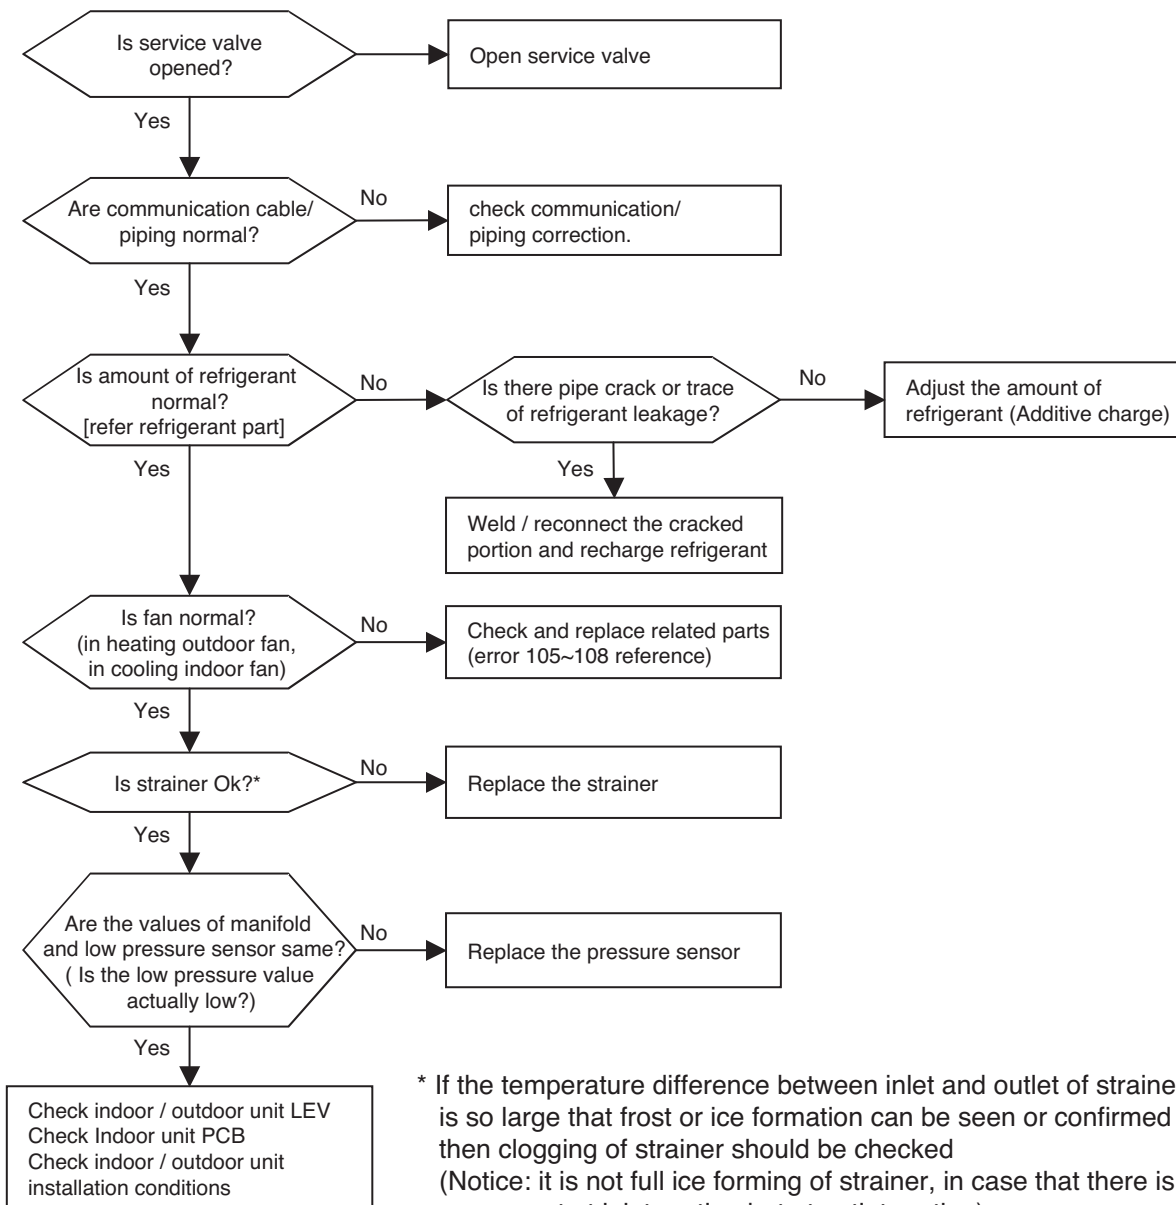 Is service valve
opened?
Open service valve
Yes
Are communication cable/
piping normal?
No
check communication/
piping correction.
Yes
Is amount of refrigerant
normal?
[refer refrigerant part]
No
Is there pipe crack or trace
of refrigerant leakage?
No
Adjust the amount of
refrigerant (Additive charge)
Yes
Yes
Weld / reconnect the cracked
portion and recharge refrigerant
Is fan normal?
(in heating outdoor fan,
in cooling indoor fan)
No
Check and replace related parts
(error 105~108 reference)
Yes
Is strainer Ok?*
No
Replace the strainer
Yes
Are the values of manifold
and low pressure sensor same?
( Is the low pressure value
actually low?)
No
Replace the pressure sensor
Yes
Check indoor / outdoor unit LEV
Check Indoor unit PCB
Check indoor / outdoor unit
installation conditions
* If the temperature difference between inlet and outlet of straine
is so large that frost or ice formation can be seen or confirmed
then clogging of strainer should be checked
(Notice: it is not full ice forming of strainer, in case that there is